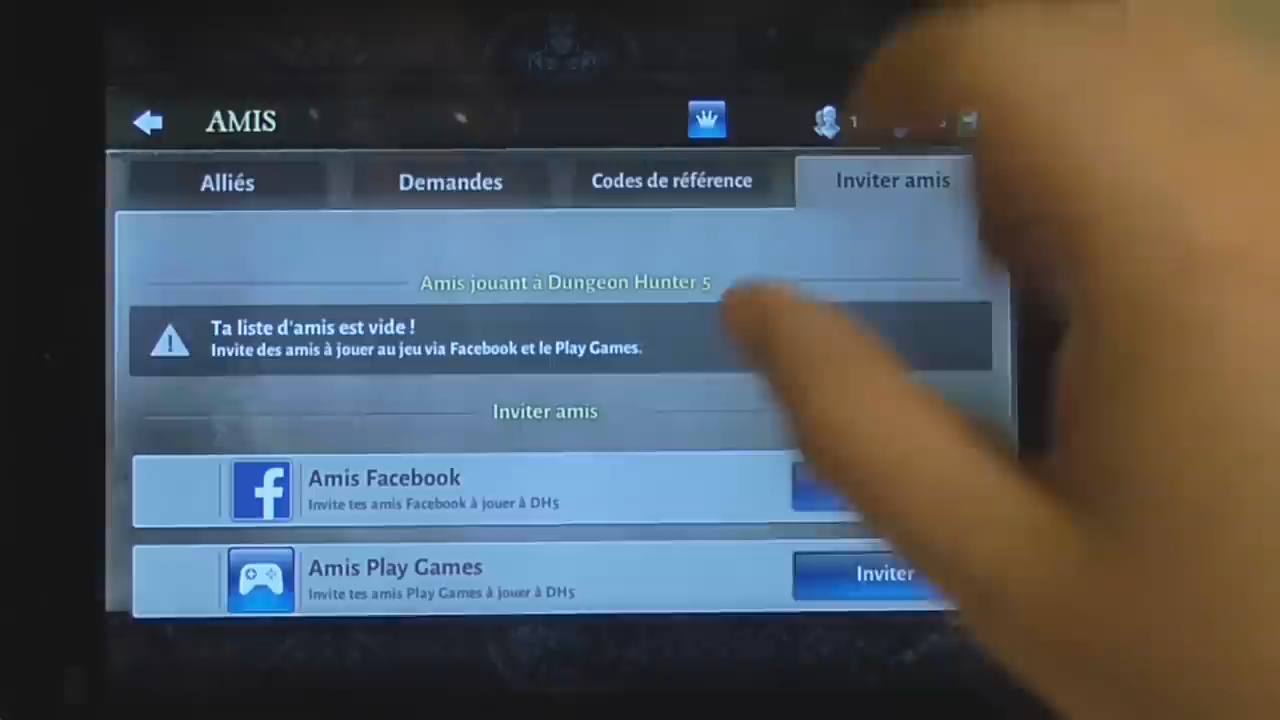 AMIS
1
Alliés
Demandes
Codes de référence
Inviter amis
Amis jouant à Dungeon Hunter 5
Ta liste d'amis est vide !
Invite des amis à jouer au jeu via Facebook et le Play Games.
Inviter amis
Amis Facebook
Invite tes amis Facebook à jouer à DH5
Amis Play Games
Invite tes amis Play Games à jouer à DH5
Inviter